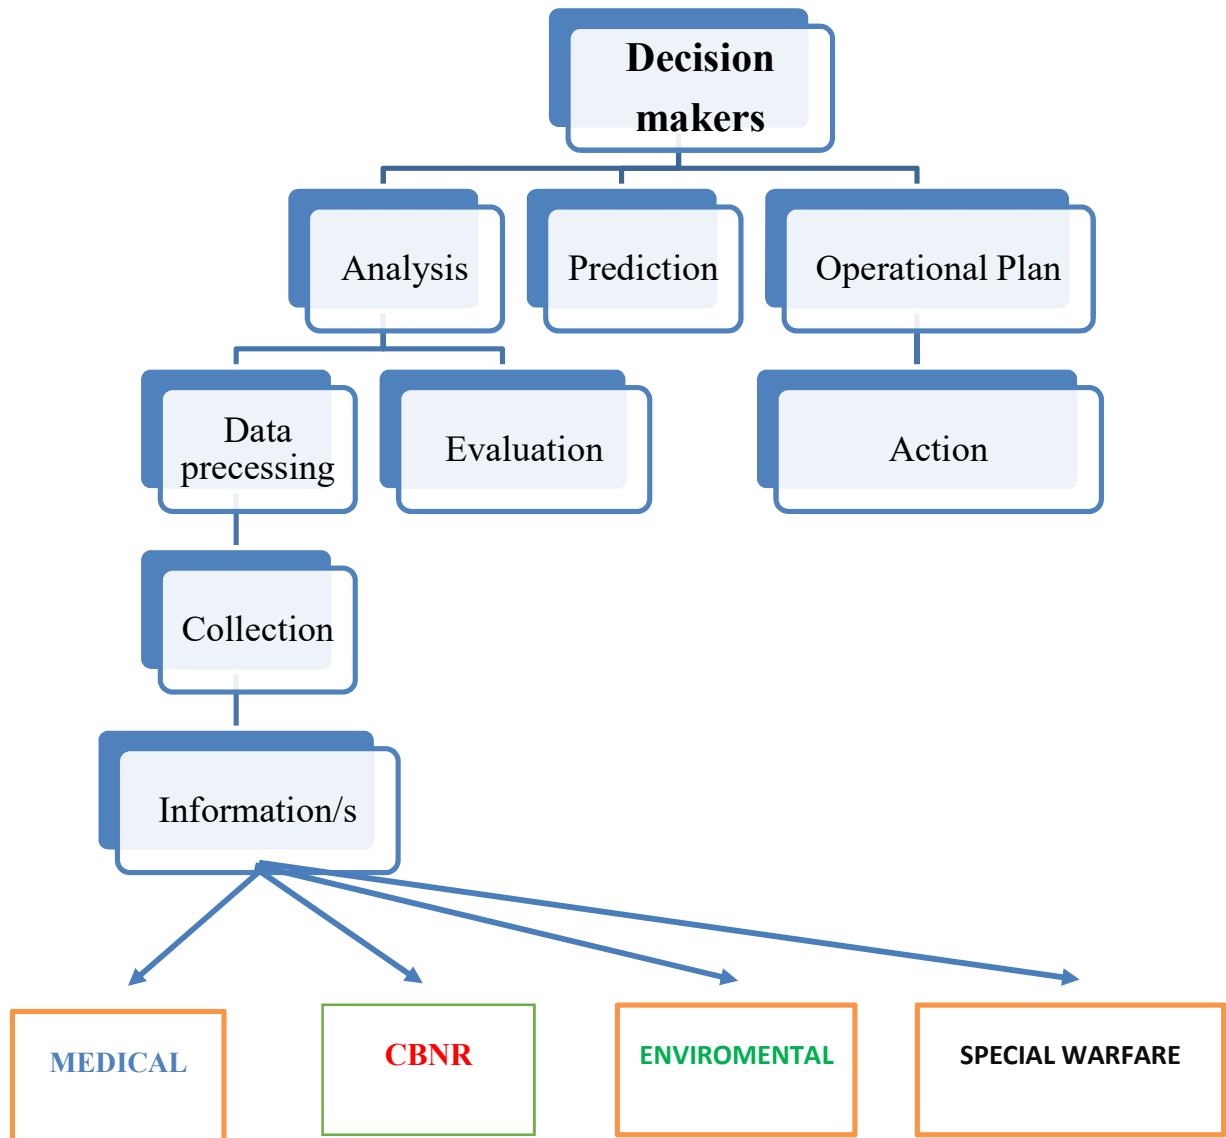 Decision
makers
Analysis
Prediction
Operational Plan
Data
precessing
Evaluation
Action
Collection
Information/s
MEDICAL
CBNR
ENVIROMENTAL
SPECIAL WARFARE